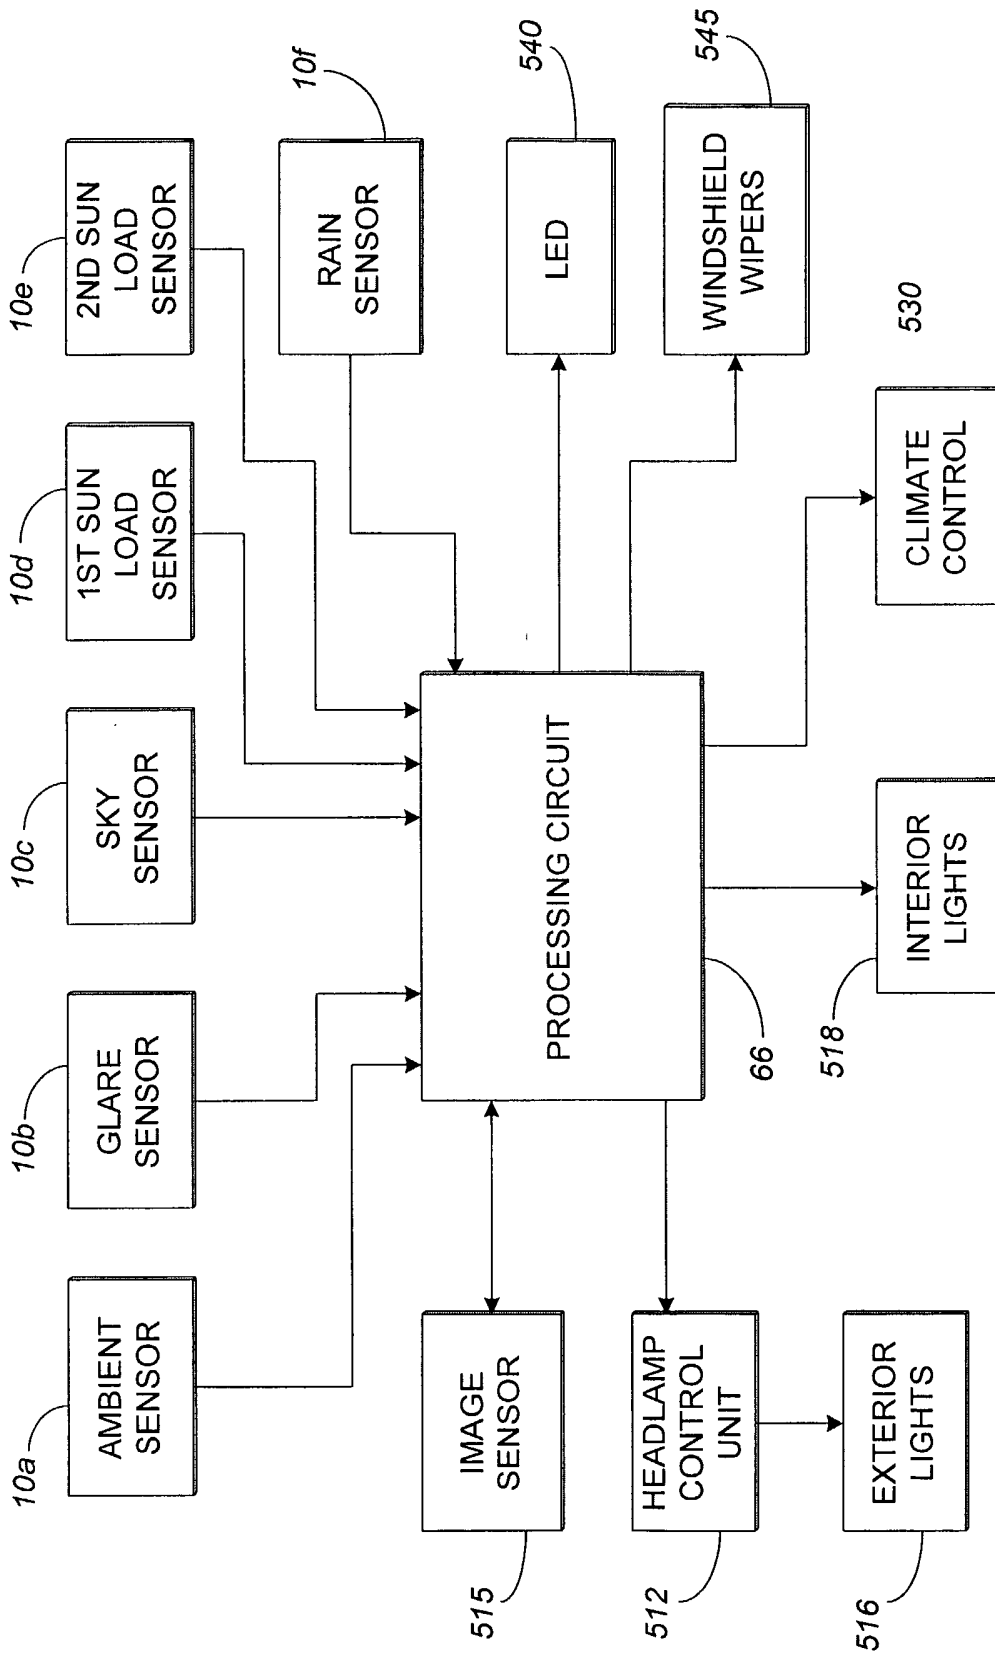 10a
AMBIENT
SENSOR
10b
GLARE
SENSOR
10c
SKY
SENSOR
10d
1ST SUN
LOAD
SENSOR
10e
2ND SUN
LOAD
SENSOR
10f
RAIN
SENSOR
515
IMAGE
SENSOR
PROCESSING CIRCUIT
66
540
LED
512
HEADLAMP
CONTROL
UNIT
545
WINDSHIELD
WIPERS
516
EXTERIOR
LIGHTS
518
INTERIOR
LIGHTS
530
CLIMATE
CONTROL